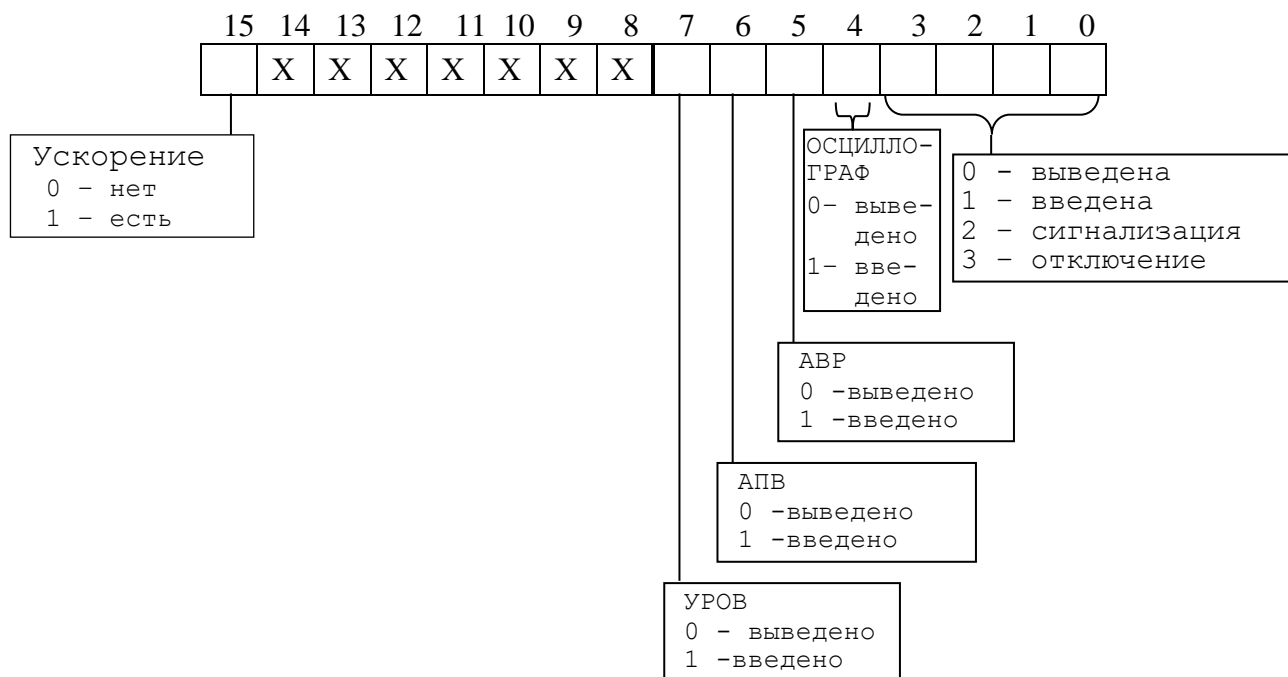 15 14 13 12 11 10 9 8 7 6 5 4 3 2 1 0
X X X X X X X
Ускорение
0 – нет
1 – есть
ОСЦИЛЛО-
ГРАФ
0– выве-
дено
1– вве-
дено
0 - выведена
1 – введена
2 – сигнализация
3 – отключение
АВР
0 -выведено
1 -введено
АПВ
0 -выведено
1 -введено
УРОВ
0 - выведено
1 -введено